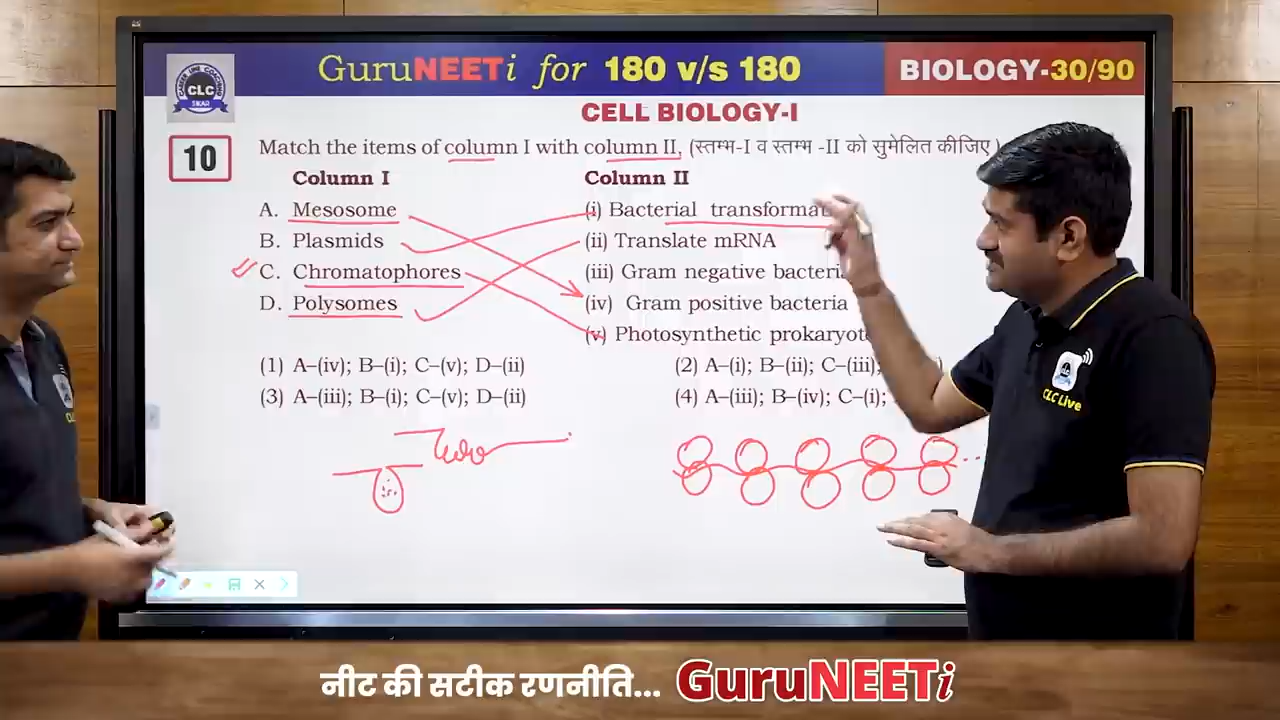 GuruNEETi for 180 v/s 180
BIOLOGY-30/90
CLC
SIKAR
CELL BIOLOGY-I
10
Match the items of column I with column II. (स्तम्भ-I व स्तम्भ -II को सुमेलित कीजिए)
Column I Column II
A. Mesosome (i) Bacterial
B. Plasmids (ii) Translate mRNA
C. Chromatophores (iii) Gram negative bacteria
D. Polysomes (iv) Gram positive bacteria
(v) Photosynthetic
(1) A–(iv); B–(i); C–(v); D–(ii) (2) A–(i); B–(ii); C–(iii);
(3) A–(iii); B–(i); C–(v); D–(ii) (4) A–(iii); B–(iv); C–(i);
CLC Live
नीट की सटीक रणनीति... GuruNEETi